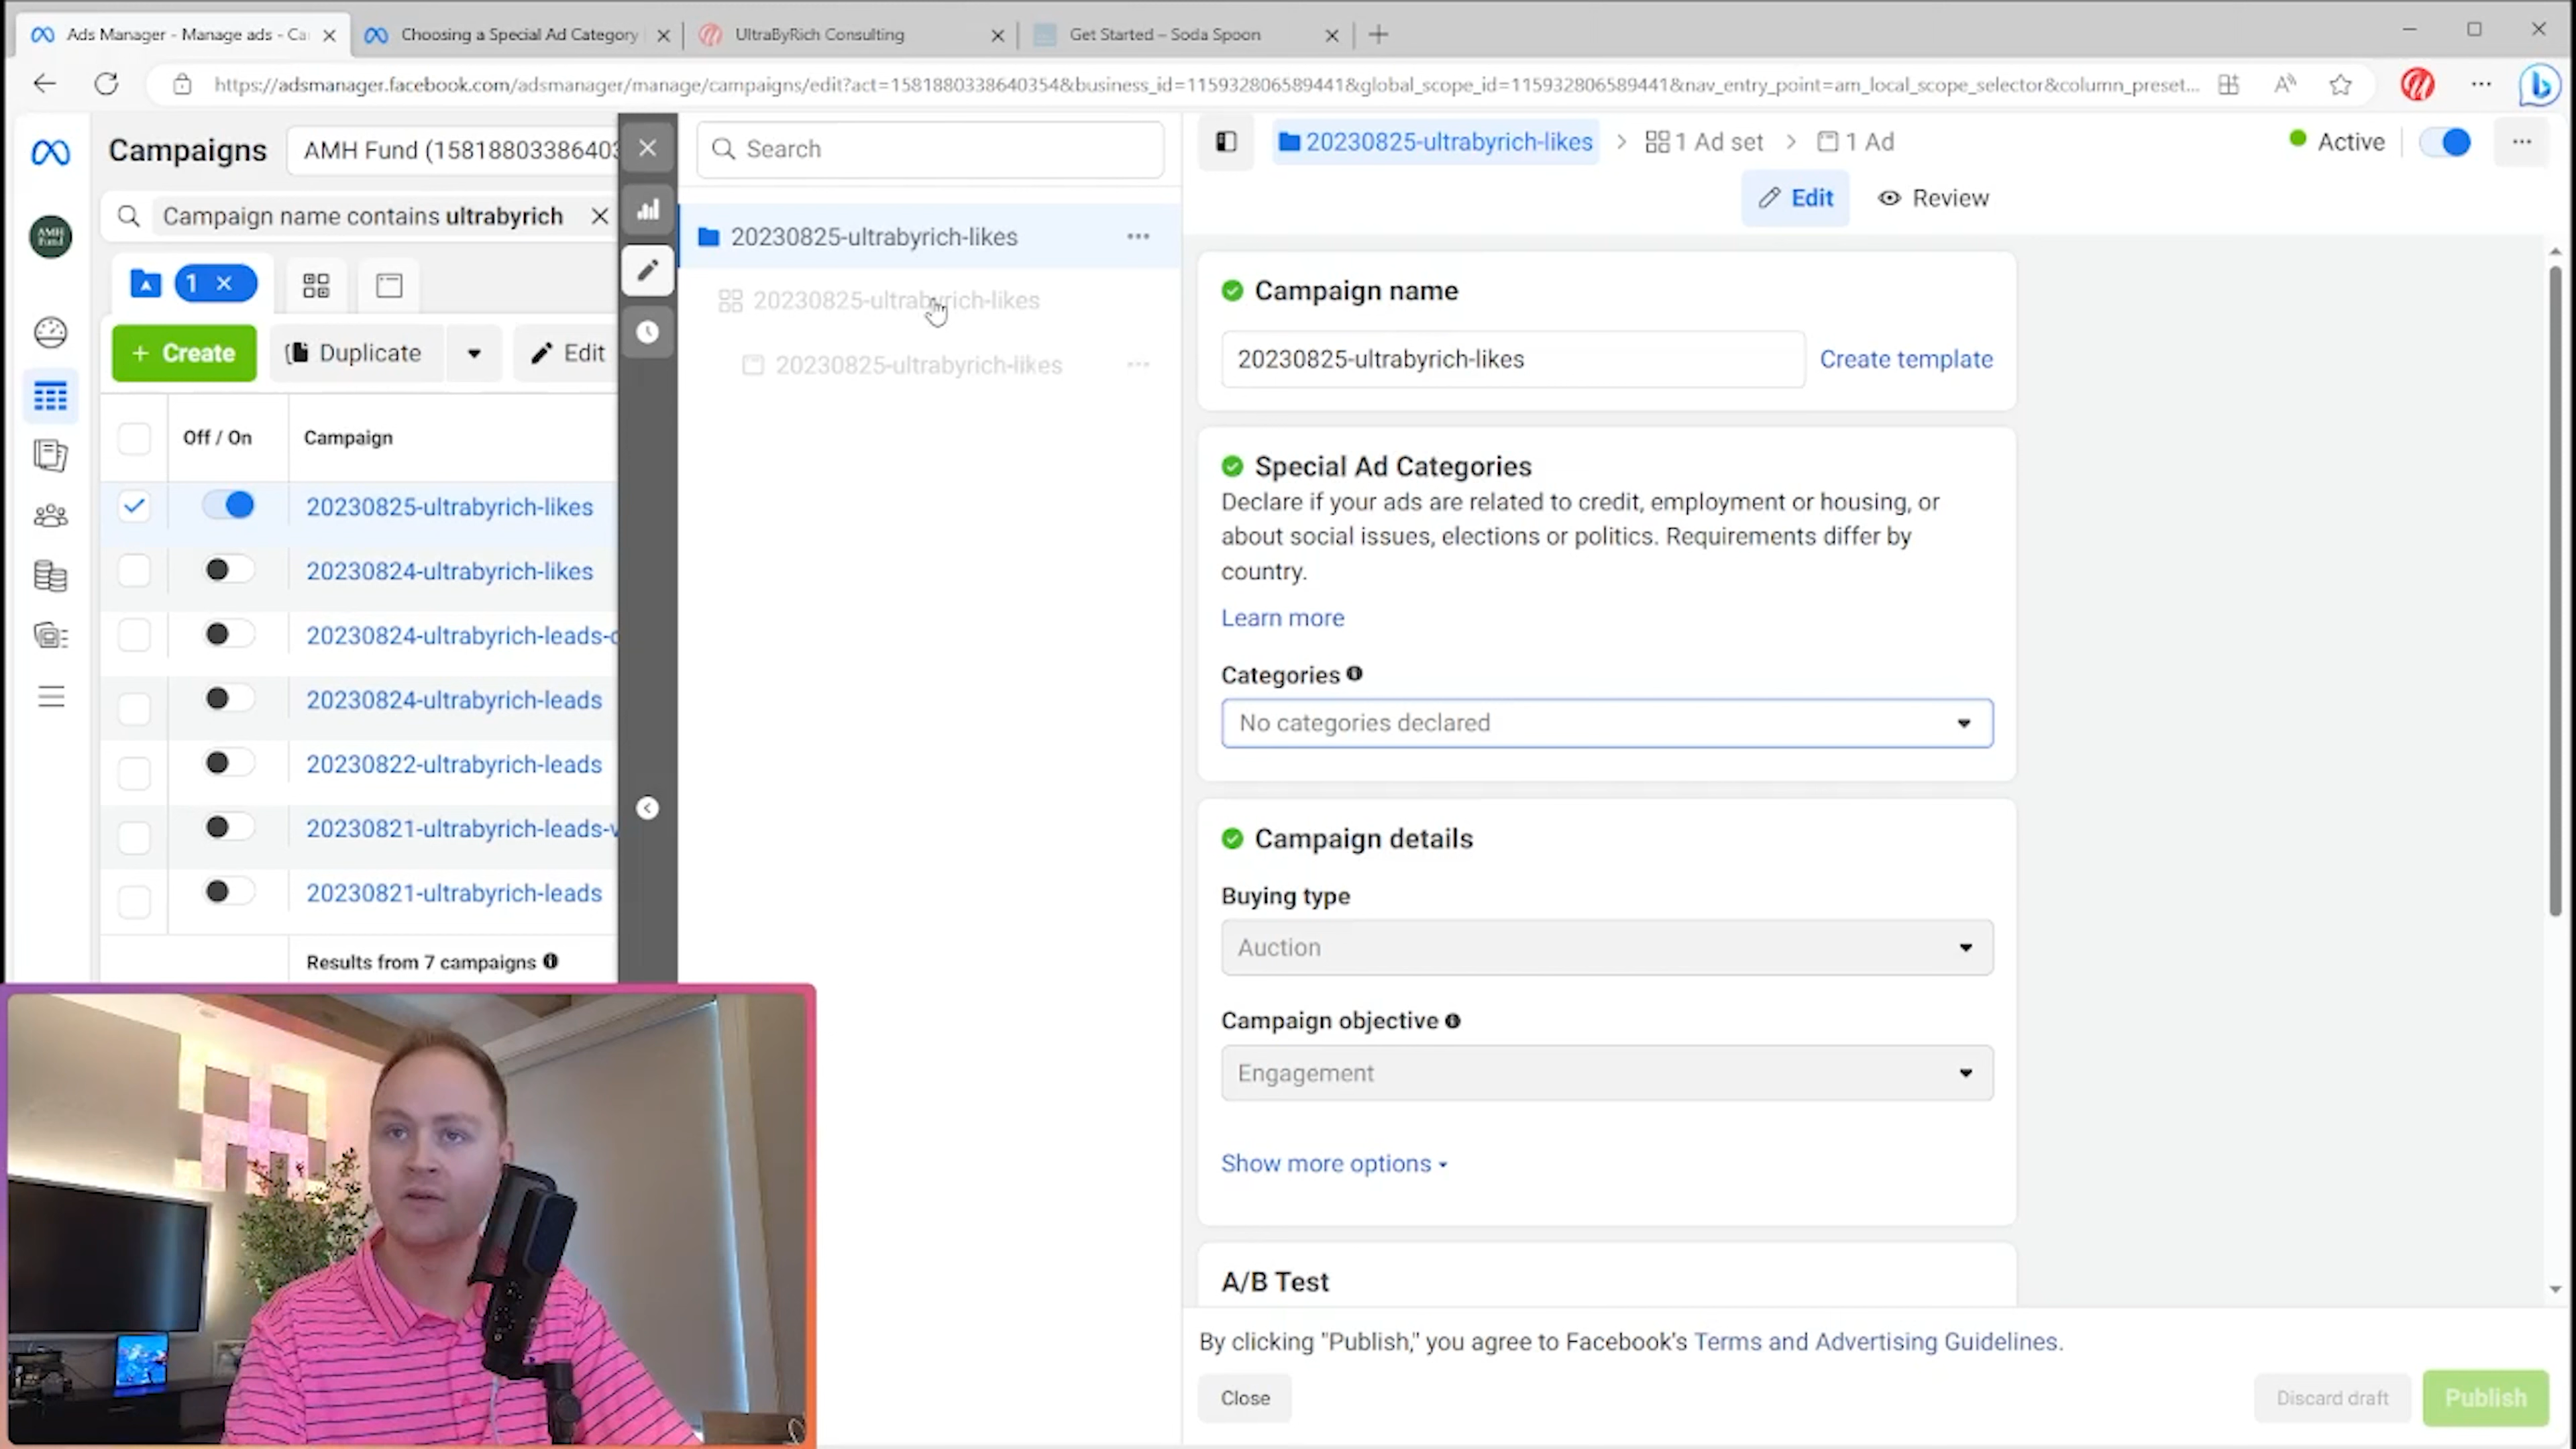 Ads Manager - Manage ads - Ca
Choosing a Special Ad Category
UltraByRich Consulting
Get Started – Soda Spoon
https://adsmanager.facebook.com/adsmanager/manage/campaigns/edit?act=1581880338640354&business_id=115932806589441&global_scope_id=115932806589441&nav_entry_point=am_local_scope_selector&column_preset...
Campaigns
AMH Fund (15818803386403
Campaign name contains ultrabyrich
AMH Fund
1
+ Create
Duplicate
Edit
Off / On
Campaign
20230825-ultrabyrich-likes
20230824-ultrabyrich-likes
20230824-ultrabyrich-leads-c
20230824-ultrabyrich-leads
20230822-ultrabyrich-leads
20230821-ultrabyrich-leads-v
20230821-ultrabyrich-leads
Results from 7 campaigns
Search
20230825-ultrabyrich-likes
20230825-ultrabyrich-likes
20230825-ultrabyrich-likes
20230825-ultrabyrich-likes > 1 Ad set > 1 Ad
Active
Edit
Review
Campaign name
20230825-ultrabyrich-likes
Create template
Special Ad Categories
Declare if your ads are related to credit, employment or housing, or
about social issues, elections or politics. Requirements differ by
country.
Learn more
Categories
No categories declared
Campaign details
Buying type
Auction
Campaign objective
Engagement
Show more options
A/B Test
By clicking "Publish," you agree to Facebook's Terms and Advertising Guidelines.
Close
Discard draft
Publish